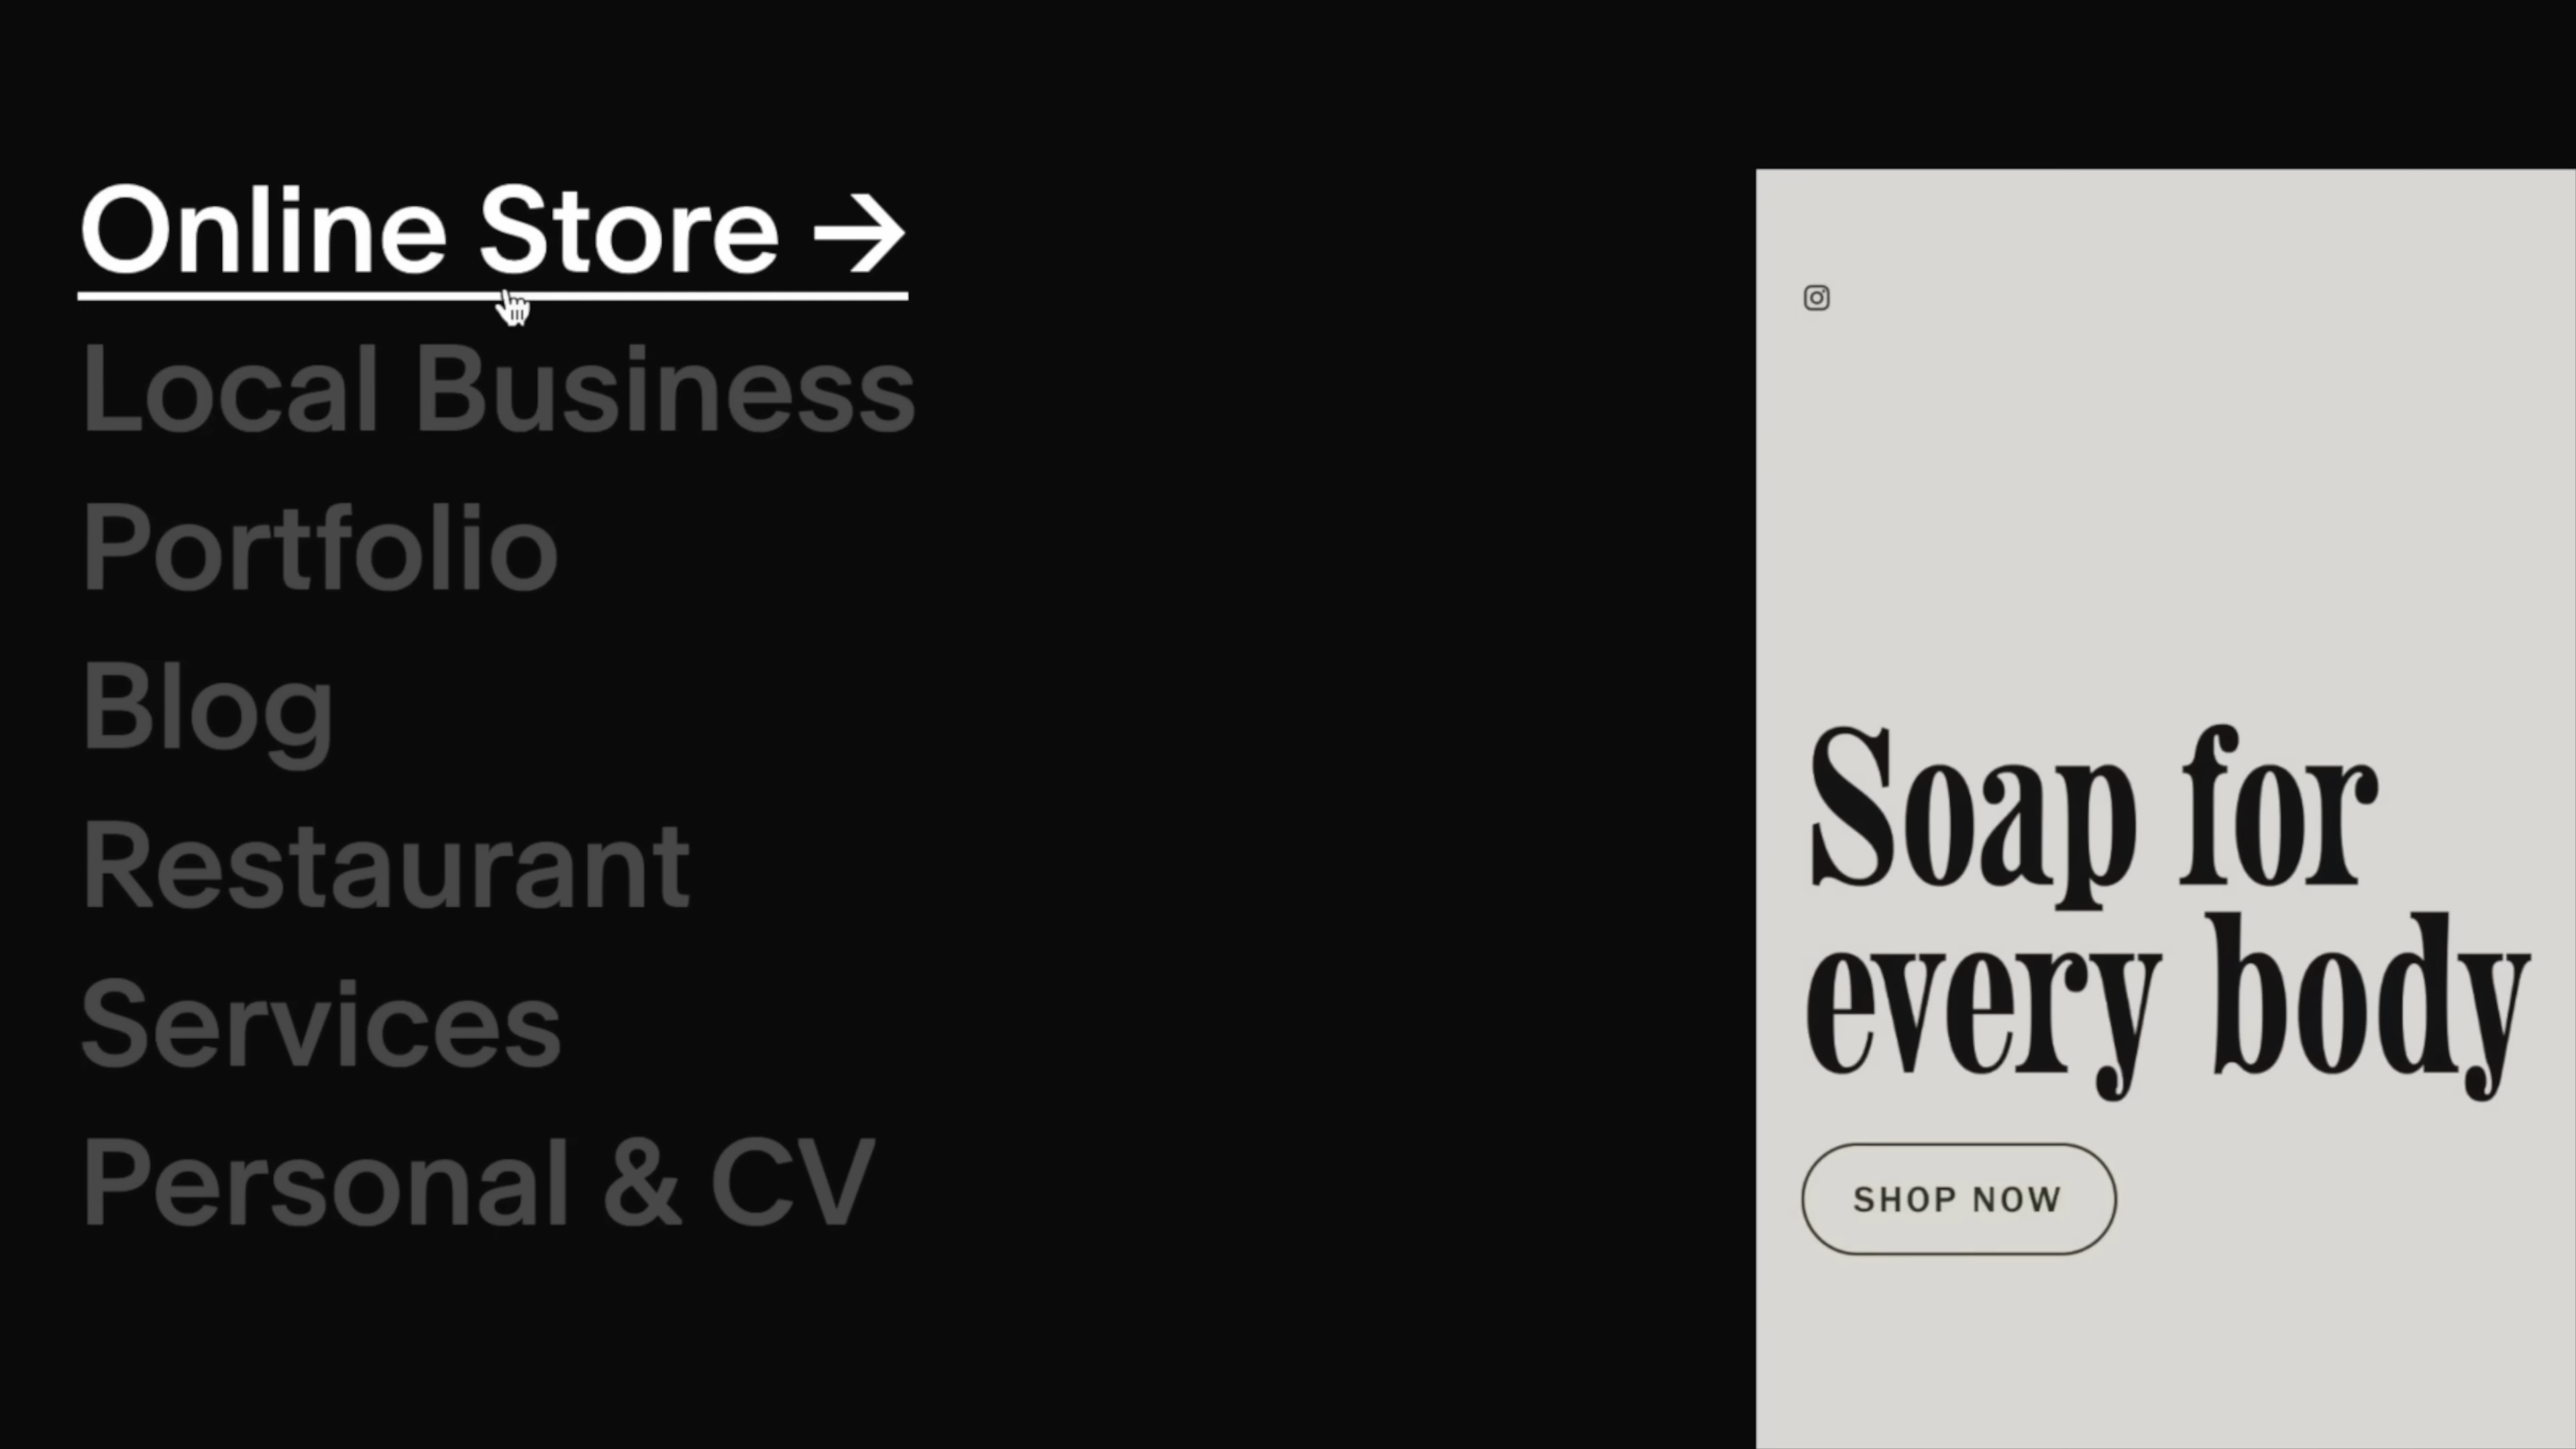 Online Store →
Local Business
Portfolio
Blog
Restaurant
Services
Personal & CV
Soap for
every body
SHOP NOW